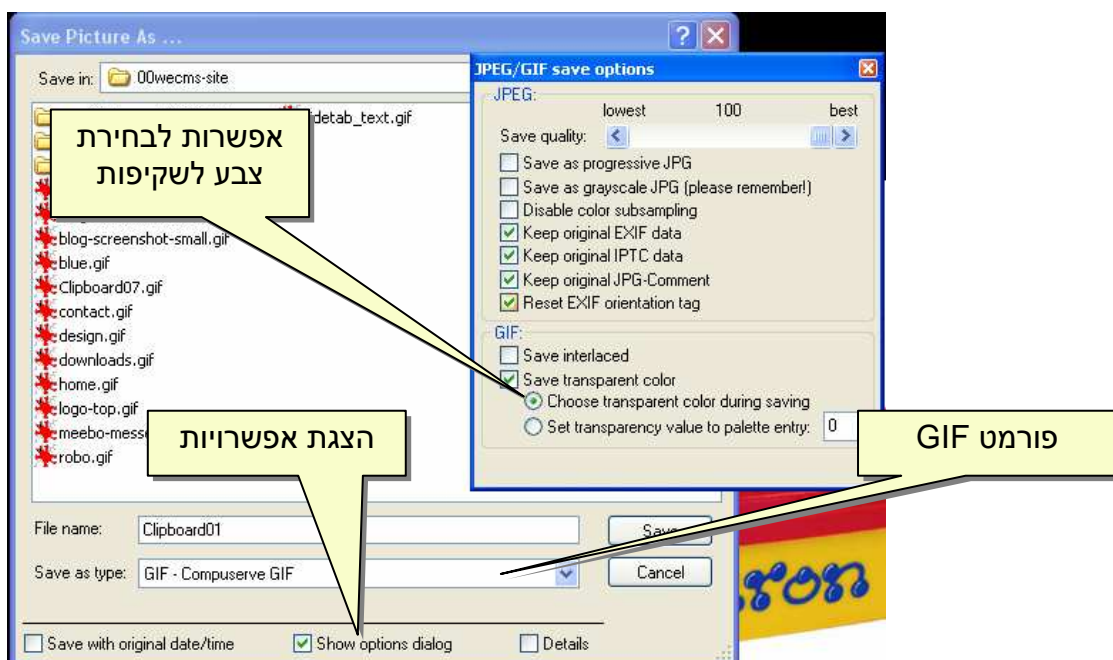 Save Picture As ...
Save in: 00wecms-site
detab_text.gif
blog-screenshot-small.gif
blue.gif
Clipboard07.gif
contact.gif
design.gif
downloads.gif
home.gif
logo-top.gif
robo.gif
אפשרות לבחירת
צבע לשקיפות
JPEG/GIF save options
JPEG:
lowest 100 best
Save quality:
Save as progressive JPG
Save as grayscale JPG (please remember!)
Disable color subsampling
Keep original EXIF data
Keep original IPTC data
Keep original JPG-Comment
Reset EXIF orientation tag
GIF:
Save interlaced
Save transparent color
Choose transparent color during saving
Set transparency value to palette entry: 0
הצגת אפשרויות
פורמט GIF
File name: Clipboard01
Save
Save as type: GIF - Compuserve GIF
Cancel
Save with original date/time Show options dialog Details